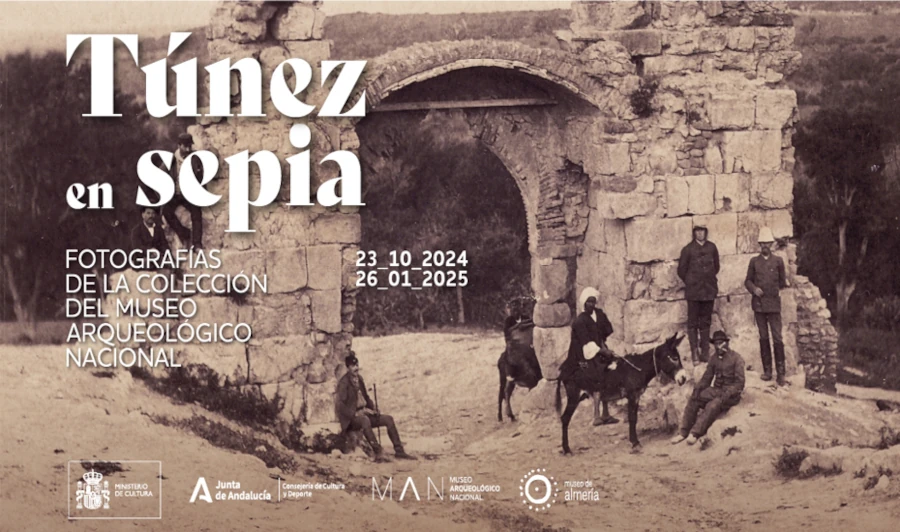 Túnez
en sepia
FOTOGRAFÍAS
DE LA COLECCIÓN
DEL MUSEO
ARQUEOLÓGICO
NACIONAL
23_10_2024
26_01_2025
MINISTERIO
DE CULTURA
Junta
de Andalucía
Consejería de Cultura
y Deporte
MAN
MUSEO
ARQUEOLÓGICO
NACIONAL
museo de
almería